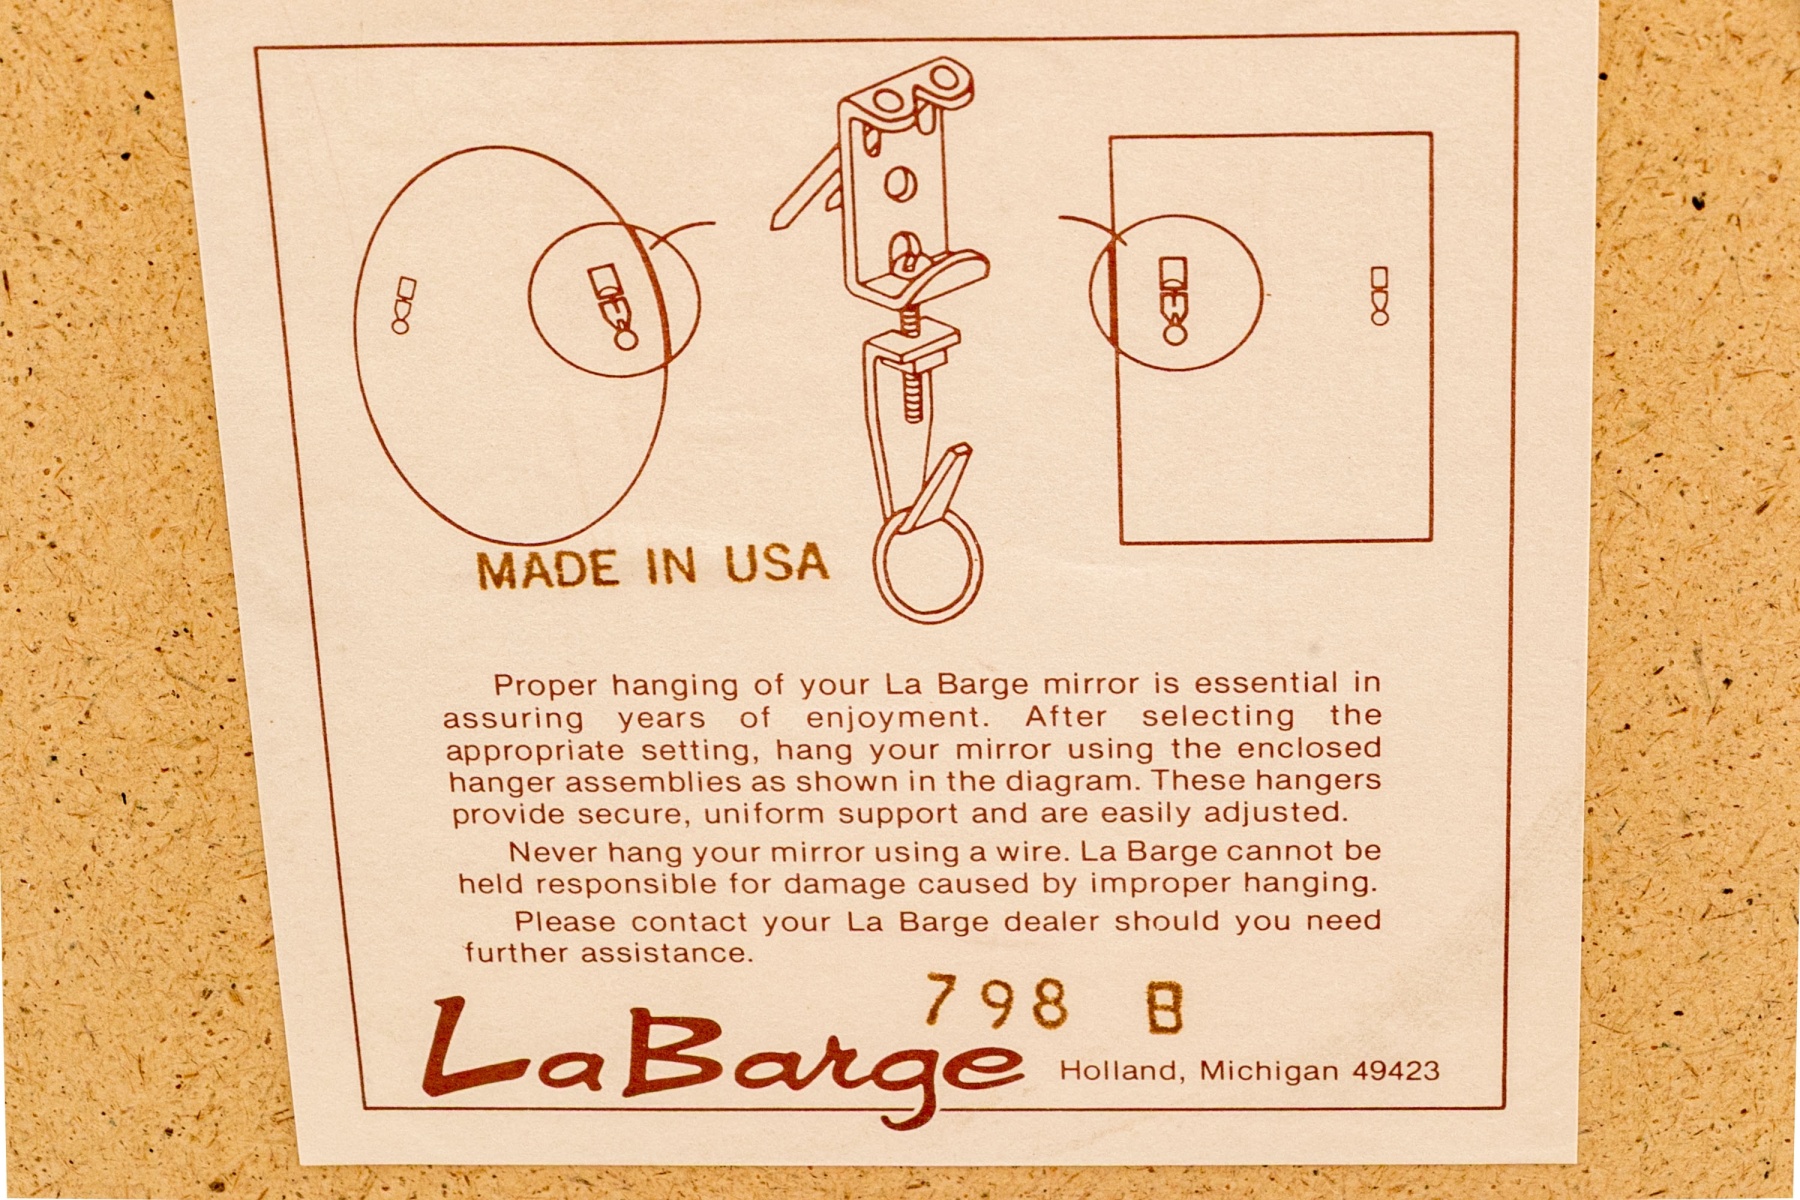 MADE IN USA
Proper hanging of your La Barge mirror is essential in
assuring years of enjoyment. After selecting the
appropriate setting, hang your mirror using the enclosed
hanger assemblies as shown in the diagram. These hangers
provide secure, uniform support and are easily adjusted.
Never hang your mirror using a wire. La Barge cannot be
held responsible for damage caused by improper hanging.
Please contact your La Barge dealer should you need
further assistance.
798 B
La Barge Holland, Michigan 49423